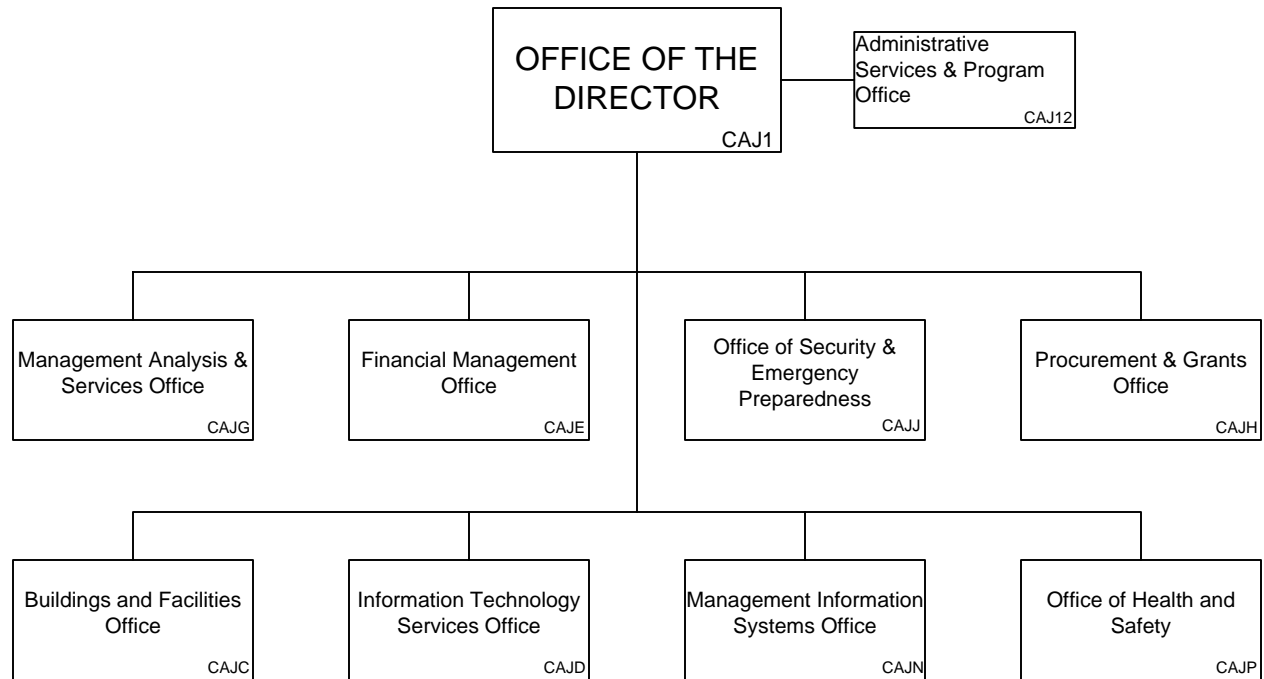 OFFICE OF THE
DIRECTOR
CAJ1
Administrative
Services & Program
Office
CAJ12
Management Analysis &
Services Office
CAJG
Financial Management
Office
CAJE
Office of Security &
Emergency
Preparedness
CAJJ
Procurement & Grants
Office
CAJH
Buildings and Facilities
Office
CAJC
Information Technology
Services Office
CAJD
Management Information
Systems Office
CAJN
Office of Health and
Safety
CAJP